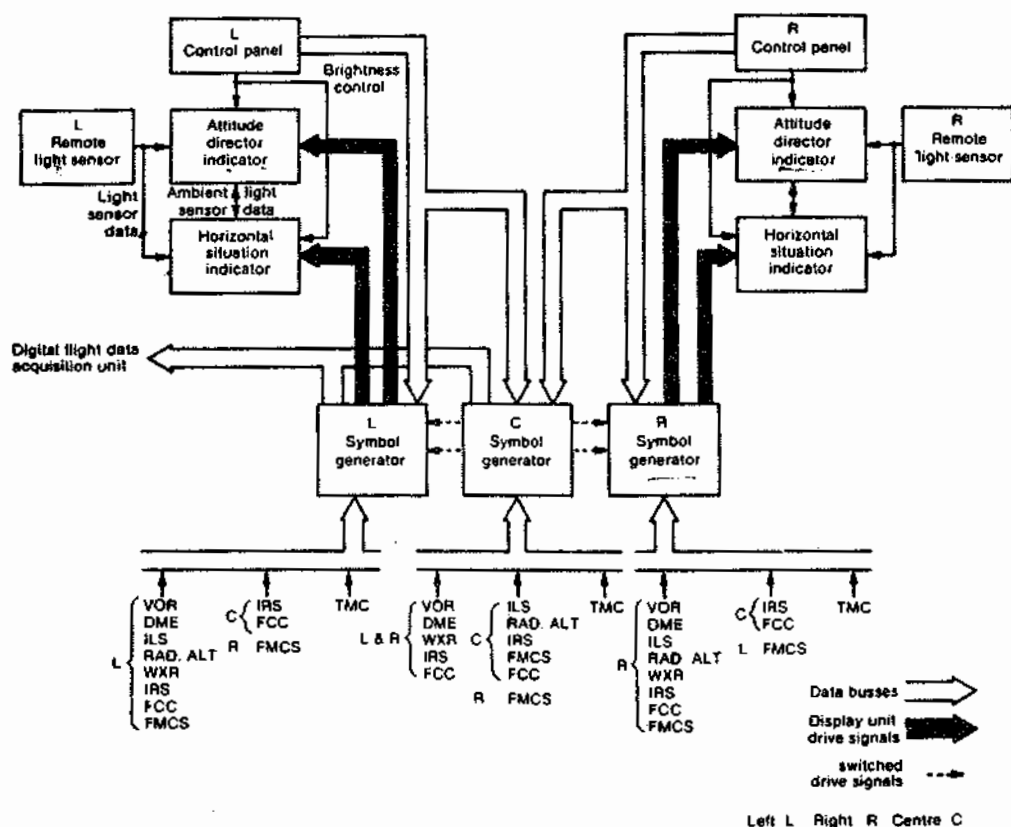 L
Control panel
R
Control panel
Brightness
control
L
Remote
light sensor
Attitude
director
indicator
Attitude
director
indicator
R
Remote
light sensor
Light
sensor
data
Ambient light
sensor data
Horizontal
situation
indicator
Horizontal
situation
indicator
Digital flight data
acquisition unit
L
Symbol
generator
C
Symbol
generator
R
Symbol
generator
L
VOR
DME
ILS
RAD. ALT
WXR
IRS
FCC
FMCS
C
IRS
FCC
R FMCS
TMC
L & R
VOR
DME
WXR
IRS
FCC
C
ILS
RAD. ALT
IRS
FMCS
FCC
R FMCS
TMC
R
VOR
DME
ILS
RAD. ALT
WXR
IRS
FCC
FMCS
C
IRS
FCC
L FMCS
TMC
Data busses
Display unit
drive signals
switched
drive signals
Left L Right R Centre C